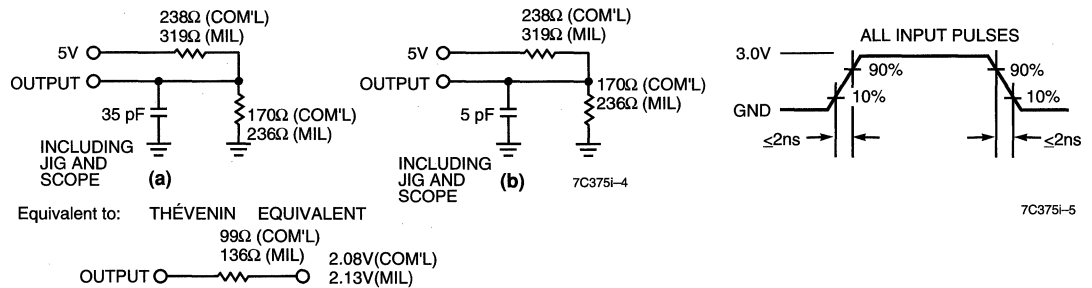 238Ω (COM'L)
319Ω (MIL)
5V
OUTPUT
170Ω (COM'L)
236Ω (MIL)
35 pF
INCLUDING
JIG AND
SCOPE
(a)
238Ω (COM'L)
319Ω (MIL)
5V
OUTPUT
170Ω (COM'L)
236Ω (MIL)
5 pF
INCLUDING
JIG AND
SCOPE
(b)
7C375i–4
ALL INPUT PULSES
3.0V
90%
10%
90%
10%
GND
≤2ns
≤2ns
7C375i–5
Equivalent to: THÉVENIN EQUIVALENT
99Ω (COM'L)
136Ω (MIL)
OUTPUT
2.08V(COM'L)
2.13V(MIL)